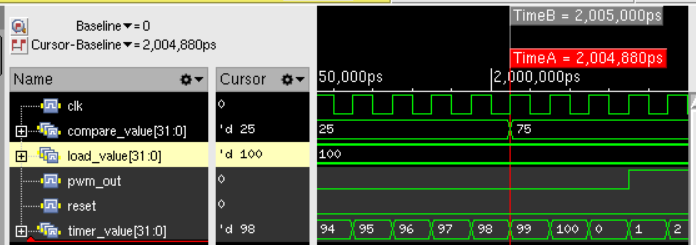 TimeB = 2,005,000ps
Baseline▼= 0
Cursor-Baseline▼= 2,004,880ps
TimeA = 2,004,880ps
Name Cursor 50,000ps 2,000,000ps
clk 0
compare_value[31:0] 'd 25 25 75
load_value[31:0] 'd 100 100
pwm_out 0
reset 0
timer_value[31:0] 'd 98 94 95 96 97 98 99 100 0 1 2